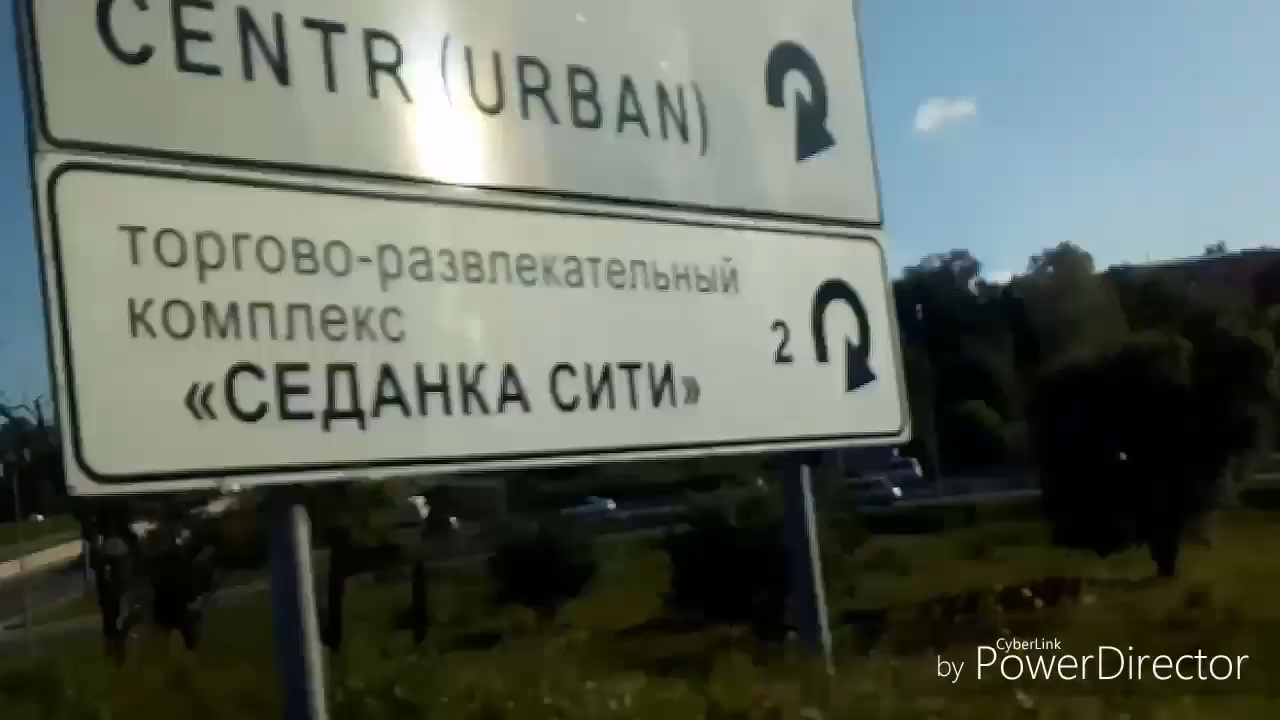 CENTR (URBAN)
торгово-развлекательный
комплекс
2
«СЕДАНКА СИТИ»
CyberLink
by PowerDirector